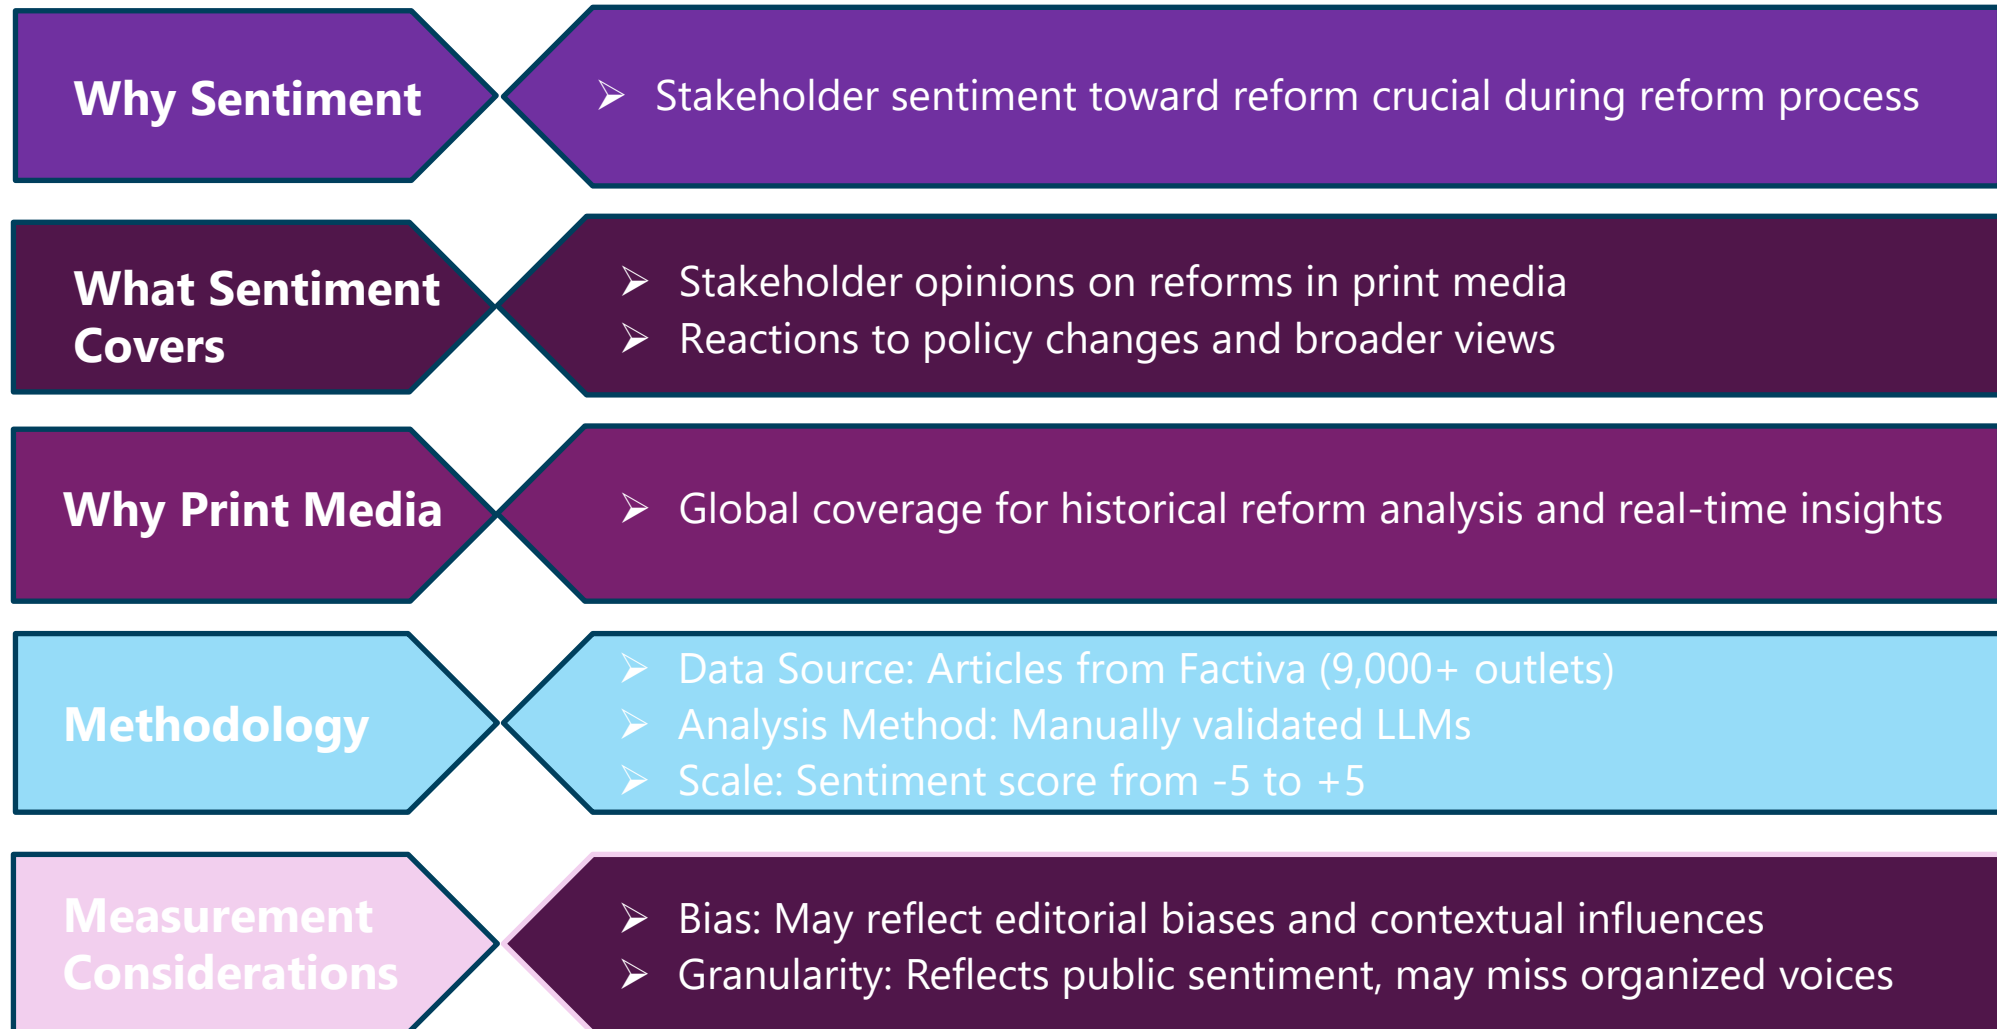 Why Sentiment
➢ Stakeholder sentiment toward reform crucial during reform process
What Sentiment
Covers
➢ Stakeholder opinions on reforms in print media
➢ Reactions to policy changes and broader views
Why Print Media
➢ Global coverage for historical reform analysis and real-time insights
Methodology
➢ Data Source: Articles from Factiva (9,000+ outlets)
➢ Analysis Method: Manually validated LLMs
➢ Scale: Sentiment score from -5 to +5
Measurement
Considerations
➢ Bias: May reflect editorial biases and contextual influences
➢ Granularity: Reflects public sentiment, may miss organized voices